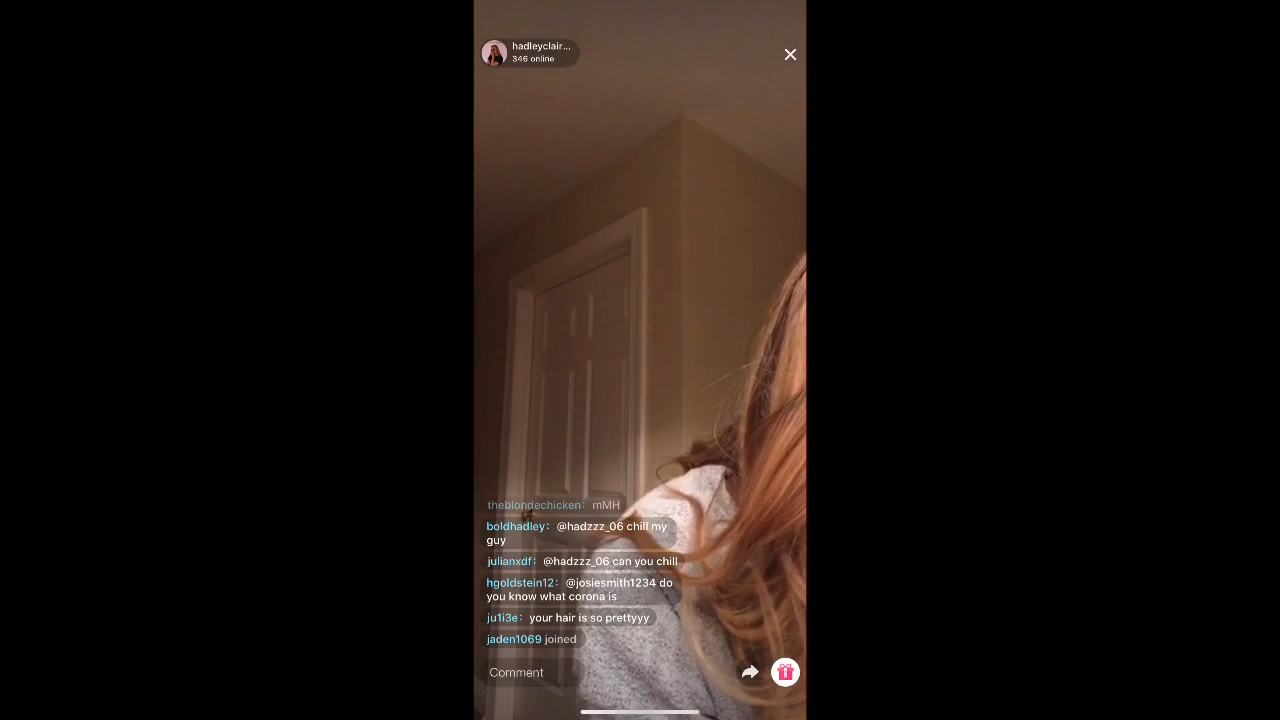 hadleyclair...
346 online
theblondechicken: mMH
boldhadley: @hadzzz_06 chill my
guy
julianxdf: @hadzzz_06 can you chill
hgoldstein12: @josiesmith1234 do
you know what corona is
ju1i3e: your hair is so prettyyy
jaden1069 joined
Comment